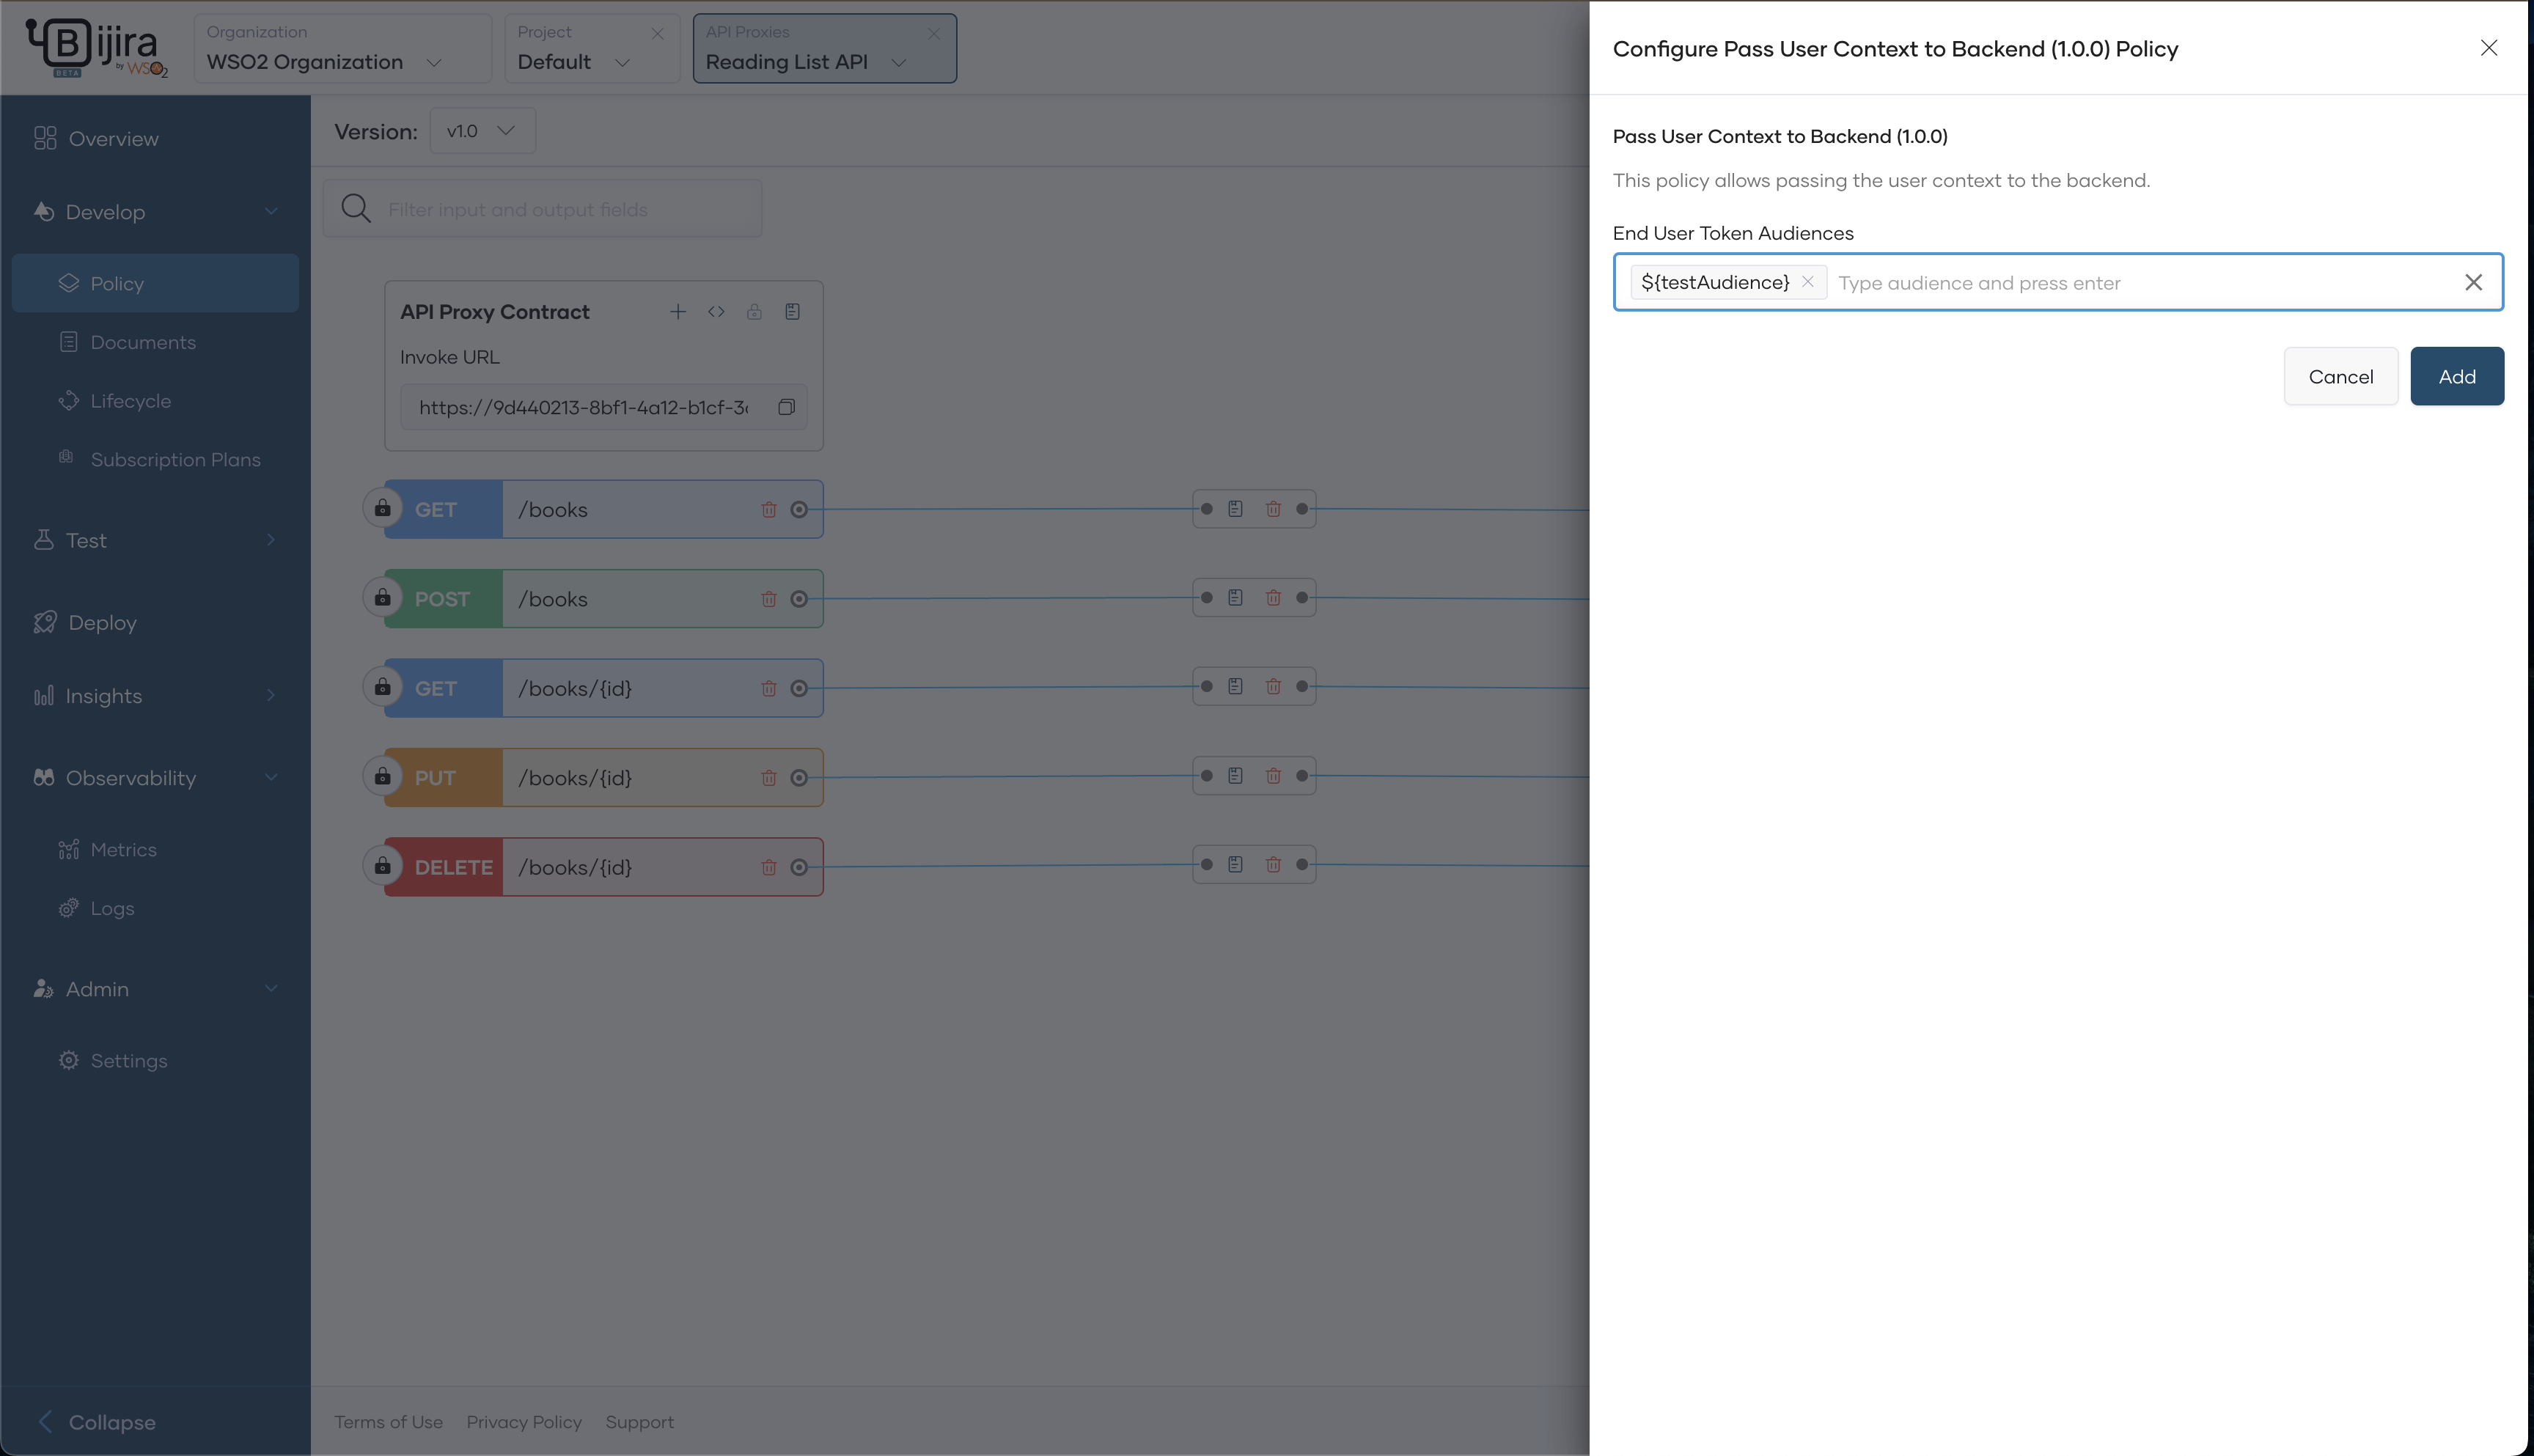 Bijira
BETA
by WSO2
Organization
WSO2 Organization
Project
Default
API Proxies
Reading List API
Overview
Develop
Policy
Documents
Lifecycle
Subscription Plans
Test
Deploy
Insights
Observability
Metrics
Logs
Admin
Settings
Collapse
Version:
v1.0
Filter input and output fields
API Proxy Contract
Invoke URL
https://9d440213-8bf1-4a12-b1cf-3
GET /books
POST /books
GET /books/{id}
PUT /books/{id}
DELETE /books/{id}
Terms of Use Privacy Policy Support
Configure Pass User Context to Backend (1.0.0) Policy
Pass User Context to Backend (1.0.0)
This policy allows passing the user context to the backend.
End User Token Audiences
${testAudience} Type audience and press enter
Cancel
Add